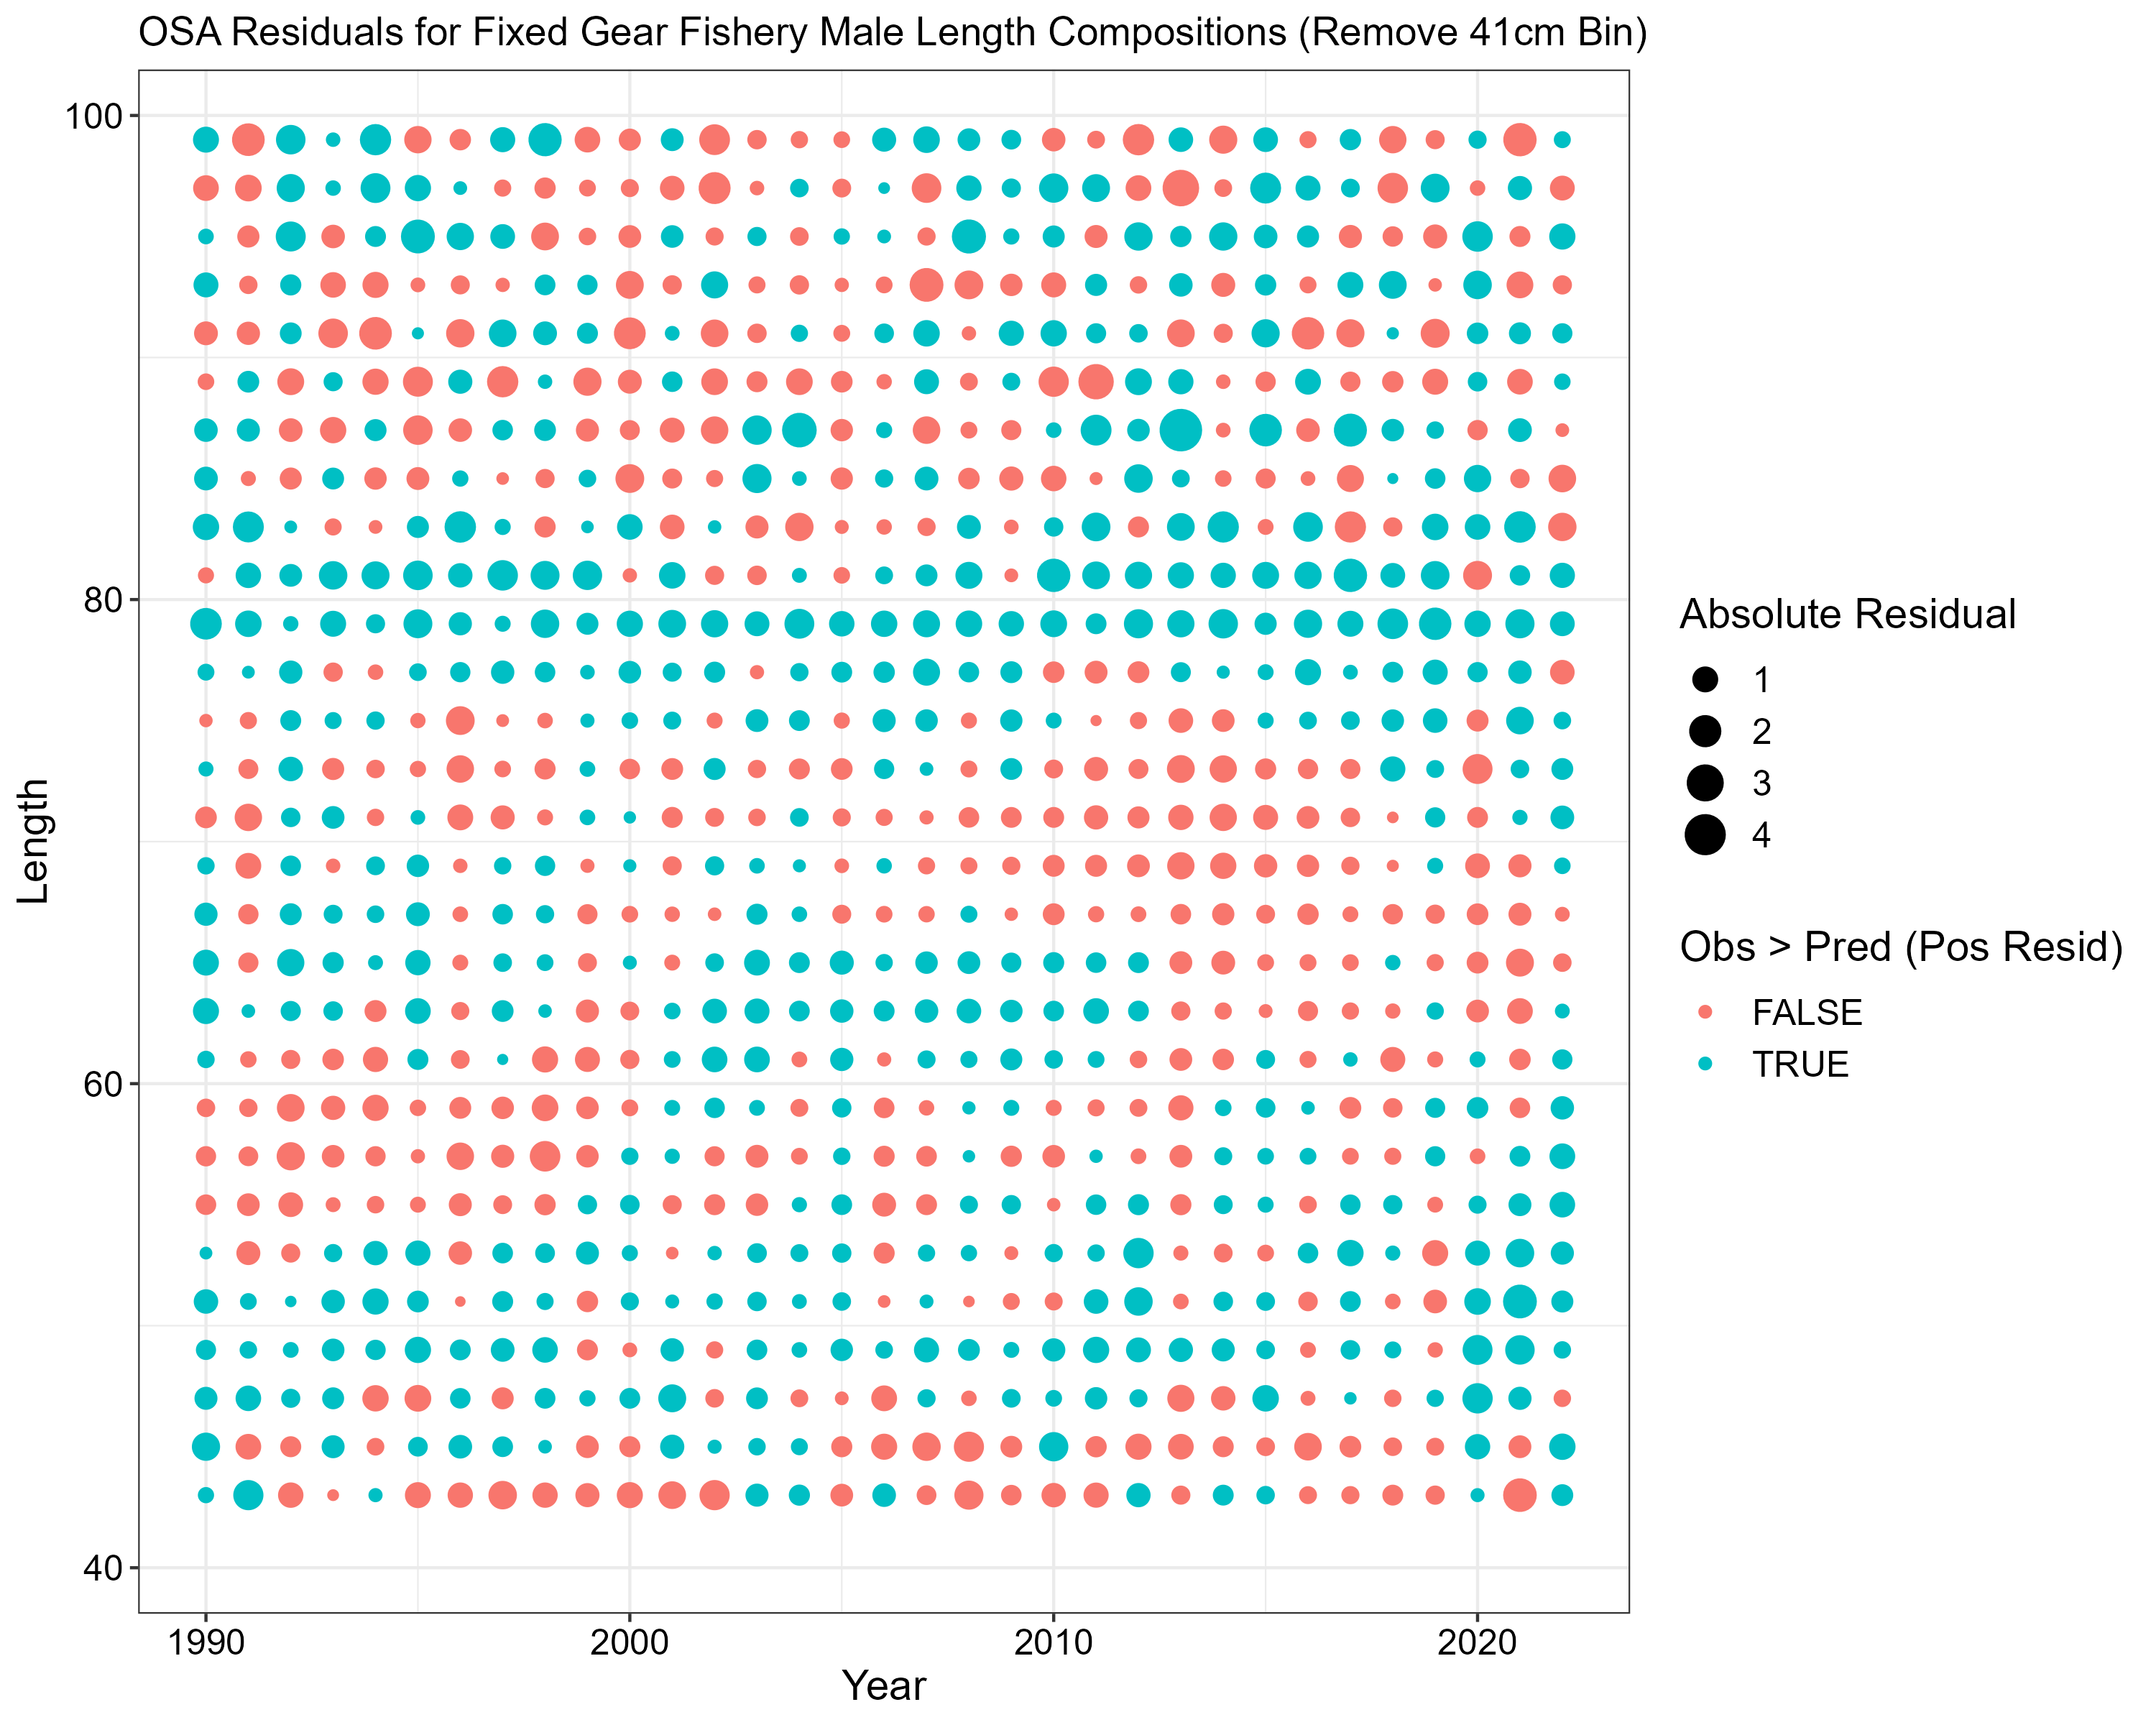 OSA Residuals for Fixed Gear Fishery Male Length Compositions (Remove 41cm Bin)
100
80
60
40
Length
1990
2000
2010
2020
Year
Absolute Residual
1
2
3
4
Obs > Pred (Pos Resid)
FALSE
TRUE